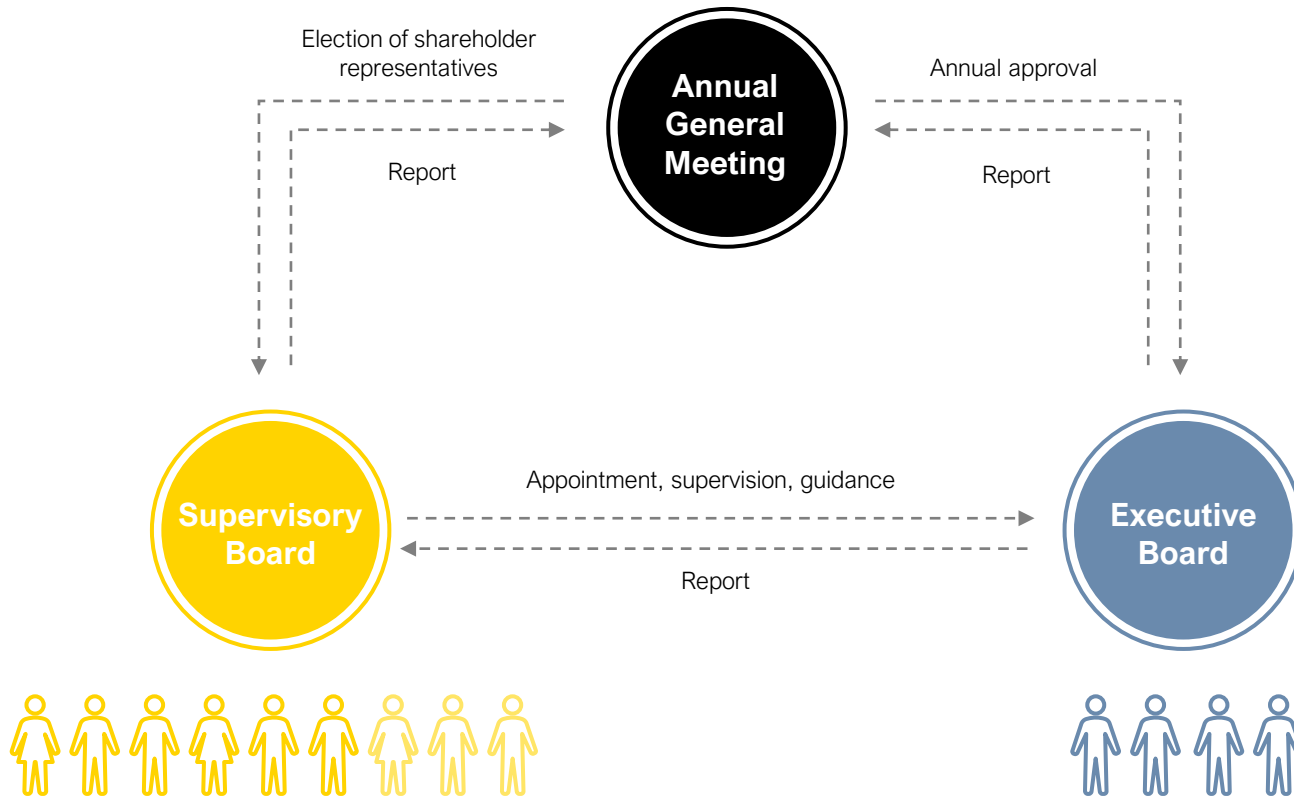 Election of shareholder
representatives
Annual
General
Meeting
Annual approval
Report
Report
Supervisory
Board
Appointment, supervision, guidance
Report
Executive
Board